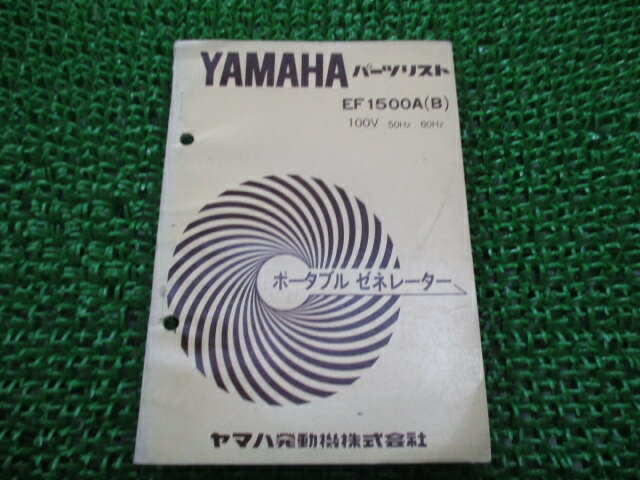 YAMAHA パーツリスト
EF1500A(B)
100V 50Hz 60Hz
ポータブル ゼネレーター
ヤマハ発動機株式会社